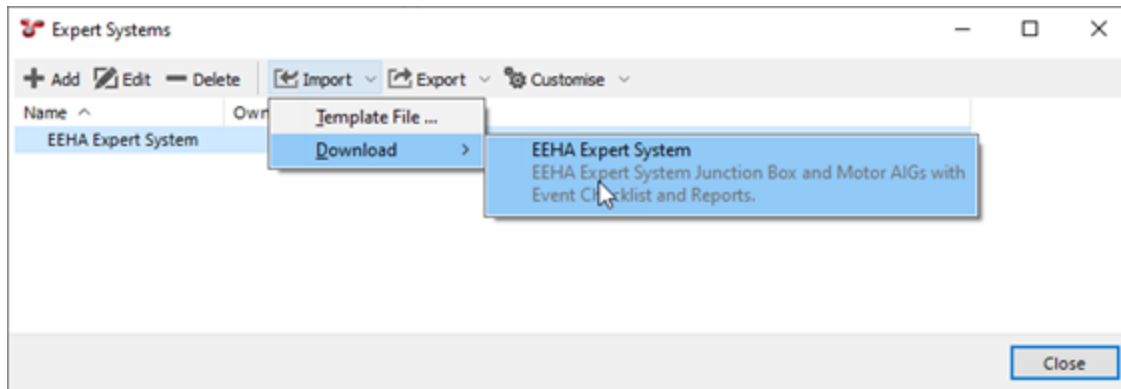 Expert Systems
Add Edit Delete Import Export Customise
Name Own
Template File ...
EEHA Expert System
Download
EEHA Expert System
EEHA Expert System Junction Box and Motor AIGs with
Event Checklist and Reports.
Close